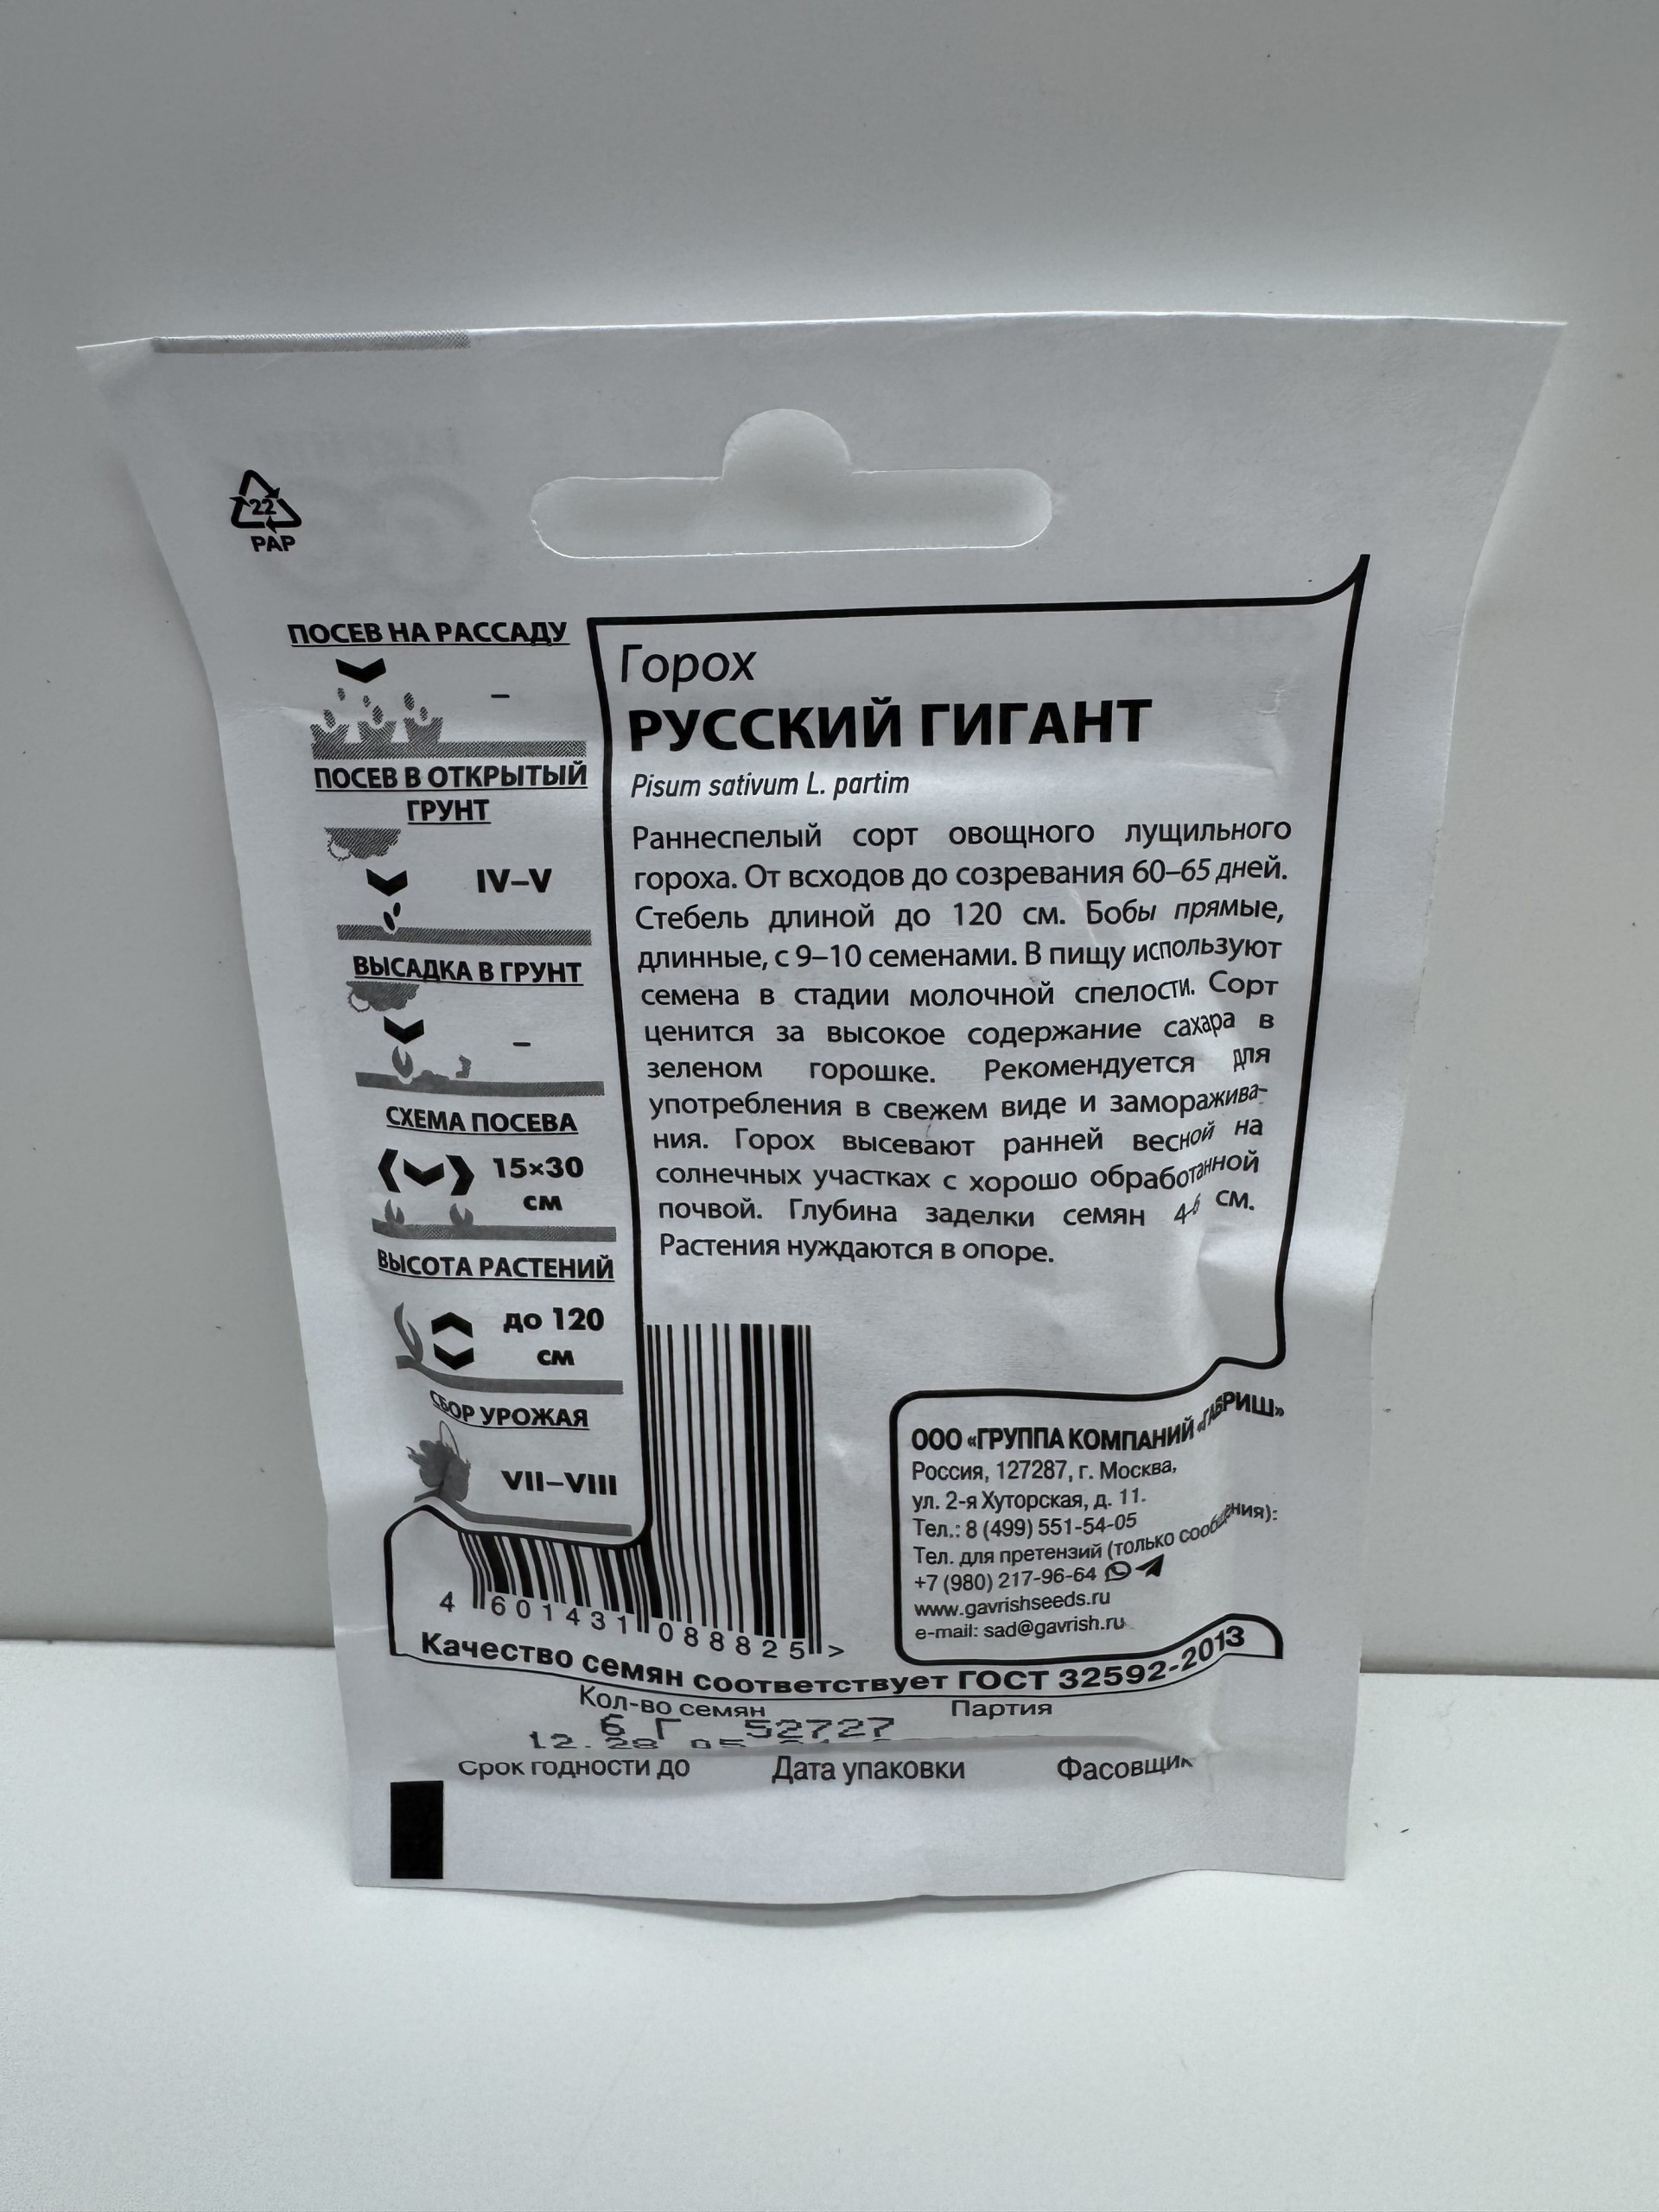 22
PAP
ПОСЕВ НА РАССАДУ
–
ПОСЕВ В ОТКРЫТЫЙ
ГРУНТ
IV–V
ВЫСАДКА В ГРУНТ
–
СХЕМА ПОСЕВА
15×30
см
ВЫСОТА РАСТЕНИЙ
до 120
см
СБОР УРОЖАЯ
VII–VIII
Горох
РУССКИЙ ГИГАНТ
Pisum sativum L. partim
Раннеспелый сорт овощного лущильного
гороха. От всходов до созревания 60–65 дней.
Стебель длиной до 120 см. Бобы прямые,
длинные, с 9–10 семенами. В пищу используют
семена в стадии молочной спелости. Сорт
ценится за высокое содержание сахара в
зеленом горошке. Рекомендуется для
употребления в свежем виде и заморажива-
ния. Горох высевают ранней весной на
солнечных участках с хорошо обработанной
почвой. Глубина заделки семян 4-6 см.
Растения нуждаются в опоре.
ООО «ГРУППА КОМПАНИЙ «ГАВРИШ»
Россия, 127287, г. Москва,
ул. 2-я Хуторская, д. 11.
Тел.: 8 (499) 551-54-05
Тел. для претензий (только сообщения):
+7 (980) 217-96-64
www.gavrishseeds.ru
e-mail: sad@gavrish.ru
4 601431 088825 >
Качество семян соответствует ГОСТ 32592-2013
Кол-во семян Партия
6 Г 52727
12.28
Срок годности до Дата упаковки Фасовщик